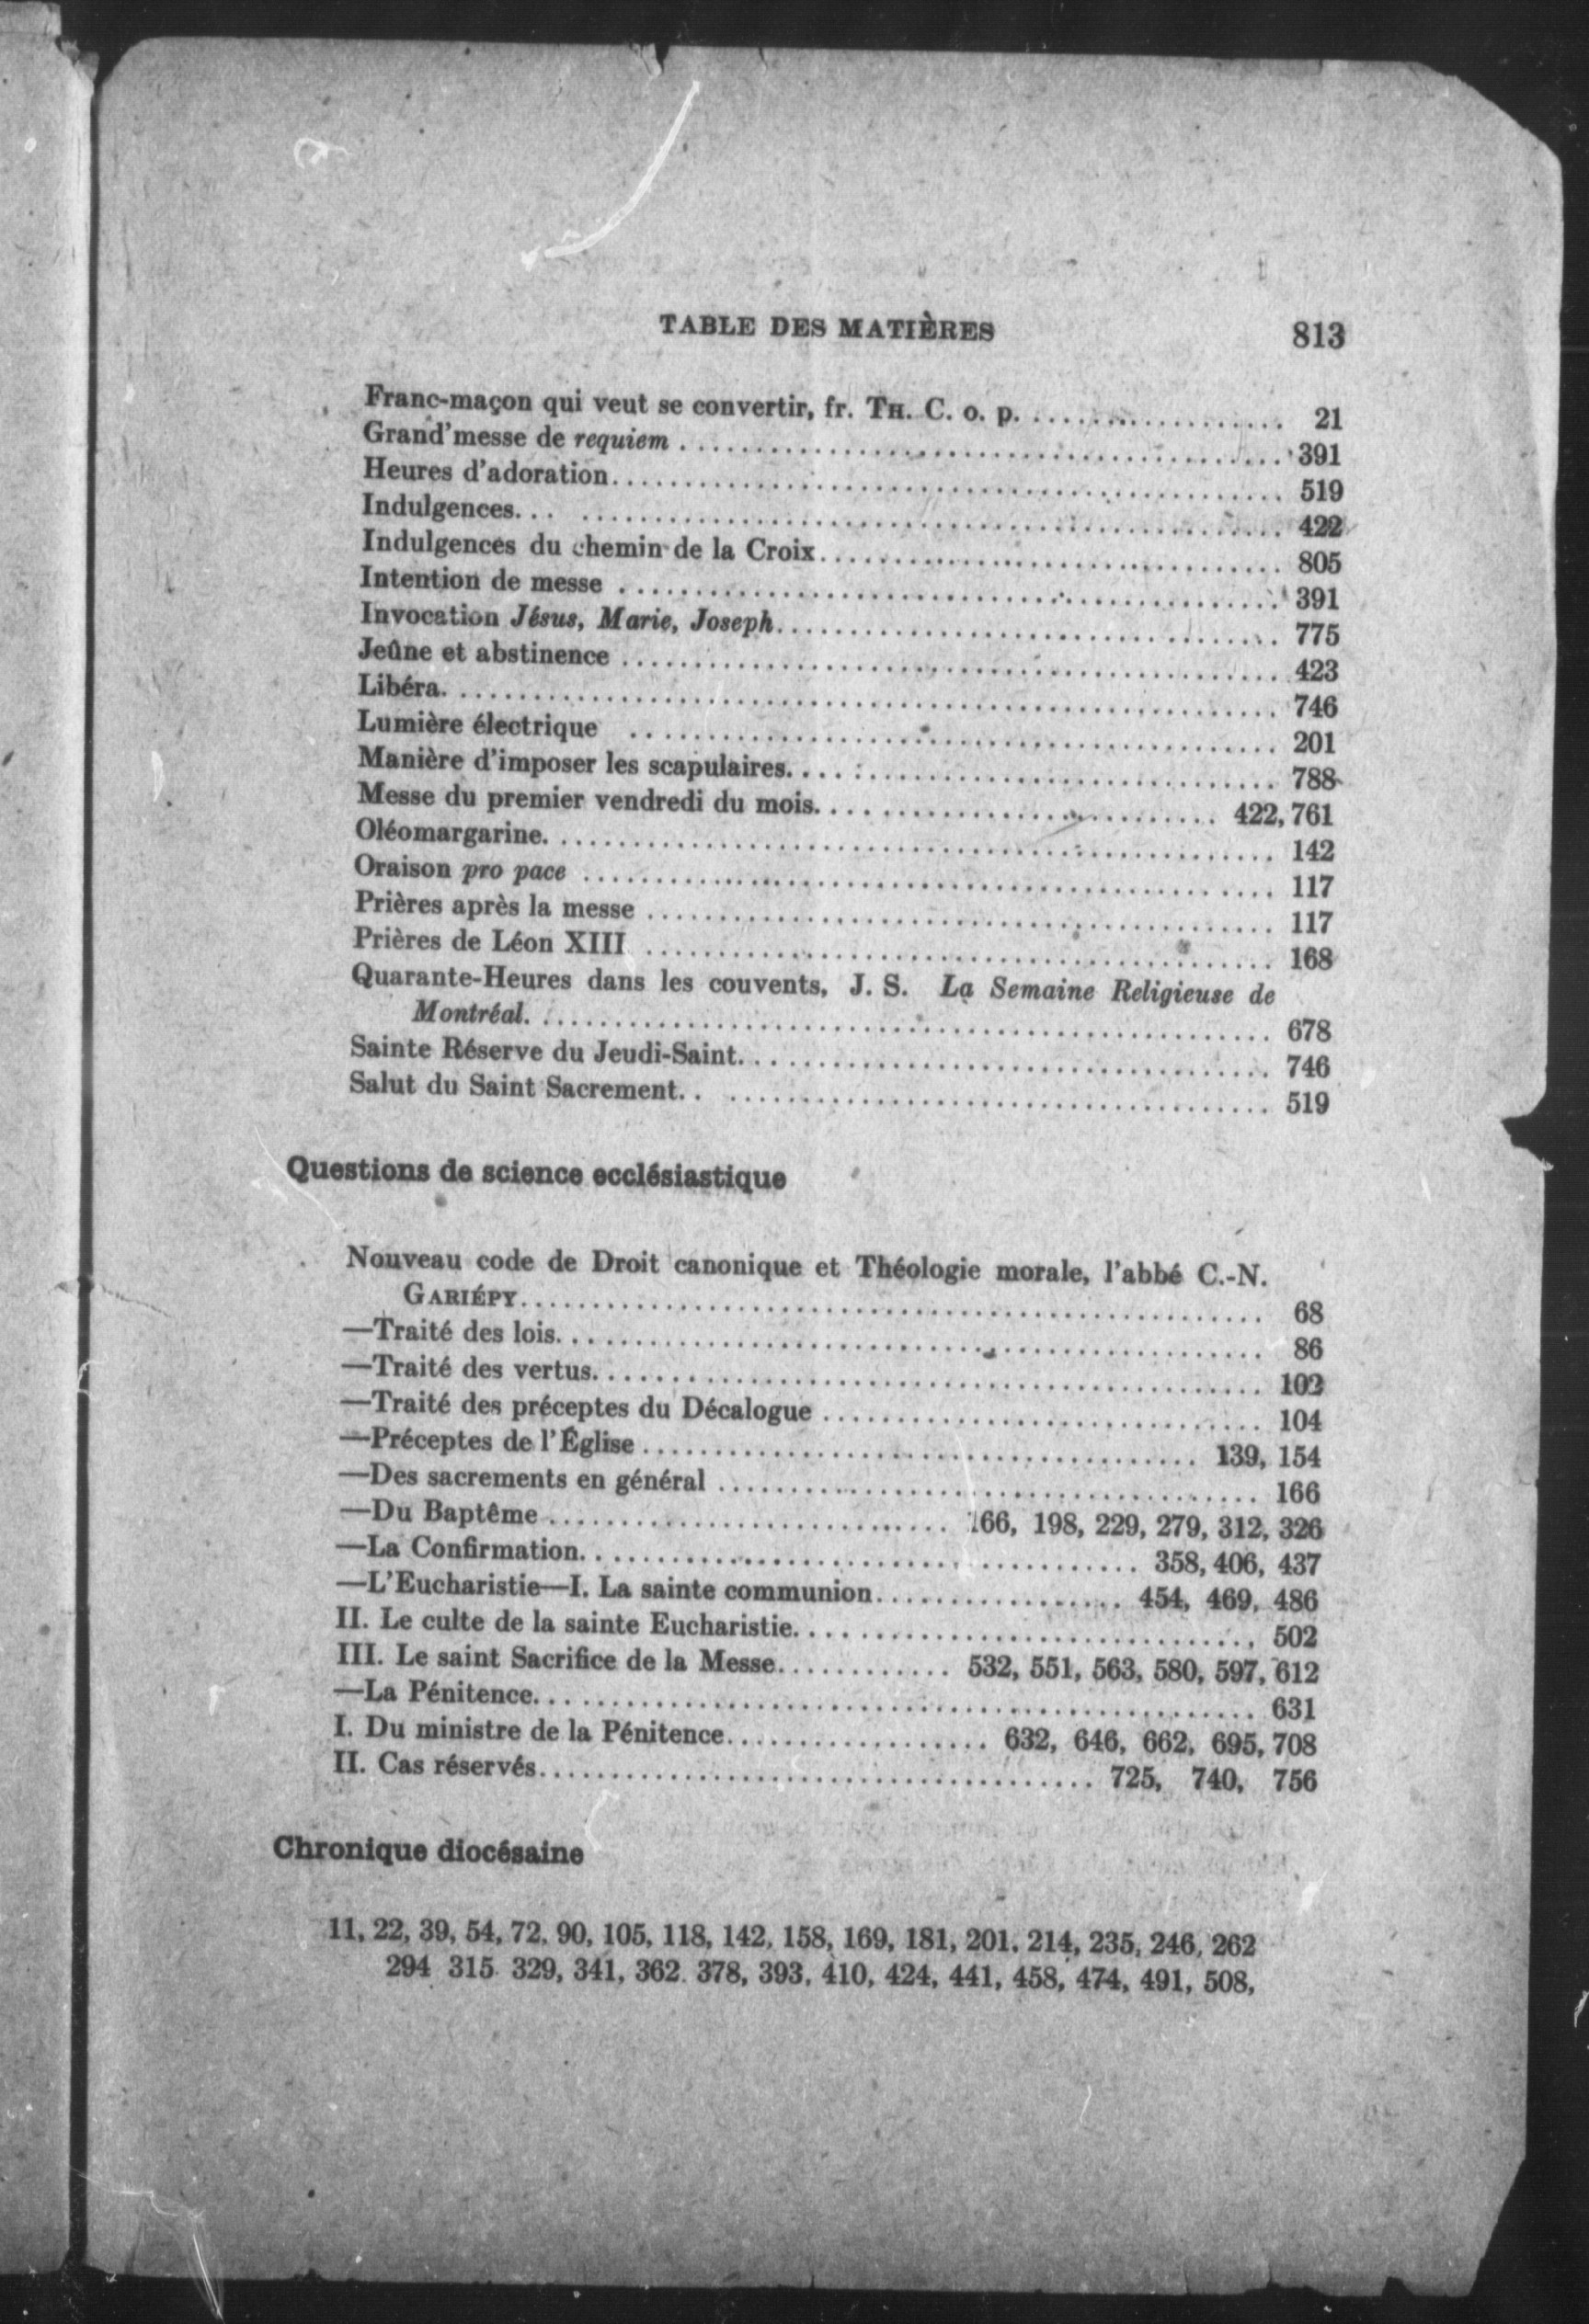 TABLE DES MATIÈRES 813
Franc-maçon qui veut se convertir, fr. TH. C. o. p. .................. 21
Grand'messe de requiem .......................................... 391
Heures d'adoration............................................... 519
Indulgences... .................................................. 422
Indulgences du chemin de la Croix................................ 805
Intention de messe .............................................. 391
Invocation Jésus, Marie, Joseph................................... 775
Jeûne et abstinence .............................................. 423
Libéra. .......................................................... 746
Lumière électrique .............................................. 201
Manière d'imposer les scapulaires................................. 788
Messe du premier vendredi du mois............................ 422, 761
Oléomargarine. ................................................... 142
Oraison pro pace ................................................. 117
Prières après la messe ........................................... 117
Prières de Léon XIII ............................................. 168
Quarante-Heures dans les couvents, J. S. La Semaine Religieuse de
Montréal. .................................................... 678
Sainte Réserve du Jeudi-Saint..................................... 746
Salut du Saint Sacrement.. ...................................... 519
Questions de science ecclésiastique
Nouveau code de Droit canonique et Théologie morale, l'abbé C.-N.
GARIÉPY.................................................... 68
—Traité des lois.................................................. 86
—Traité des vertus................................................ 102
—Traité des préceptes du Décalogue ............................... 104
—Préceptes de l'Église ....................................... 139, 154
—Des sacrements en général ...................................... 166
—Du Baptême ............................ 166, 198, 229, 279, 312, 326
—La Confirmation....................................... 358, 406, 437
—L'Eucharistie—I. La sainte communion.................. 454, 469, 486
II. Le culte de la sainte Eucharistie................................ 502
III. Le saint Sacrifice de la Messe............ 532, 551, 563, 580, 597, 612
—La Pénitence.................................................... 631
I. Du ministre de la Pénitence.................. 632, 646, 662, 695, 708
II. Cas réservés....................................... 725, 740, 756
Chronique diocésaine
11, 22, 39, 54, 72, 90, 105, 118, 142, 158, 169, 181, 201, 214, 235, 246, 262
294 315 329, 341, 362 378, 393, 410, 424, 441, 458, 474, 491, 508,